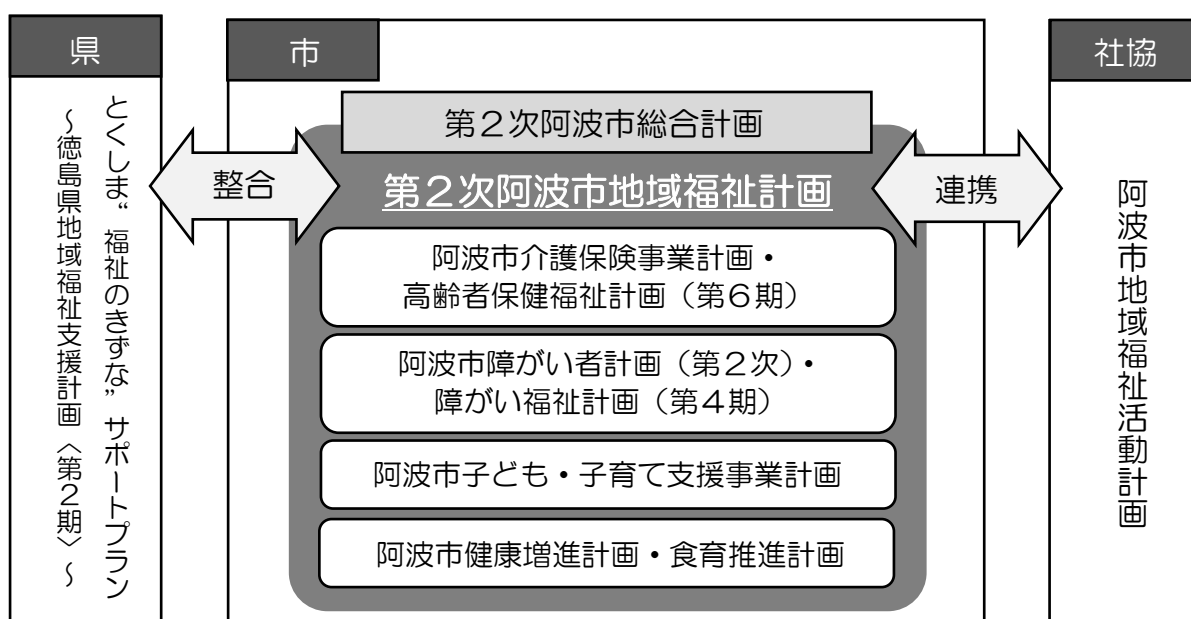 県
とくしま“福祉のきずな”サポートプラン
～徳島県地域福祉支援計画〈第２期〉～
整合
市
第２次阿波市総合計画
第２次阿波市地域福祉計画
阿波市介護保険事業計画・
高齢者保健福祉計画（第６期）
阿波市障がい者計画（第２次）・
障がい福祉計画（第４期）
阿波市子ども・子育て支援事業計画
阿波市健康増進計画・食育推進計画
連携
社協
阿波市地域福祉活動計画